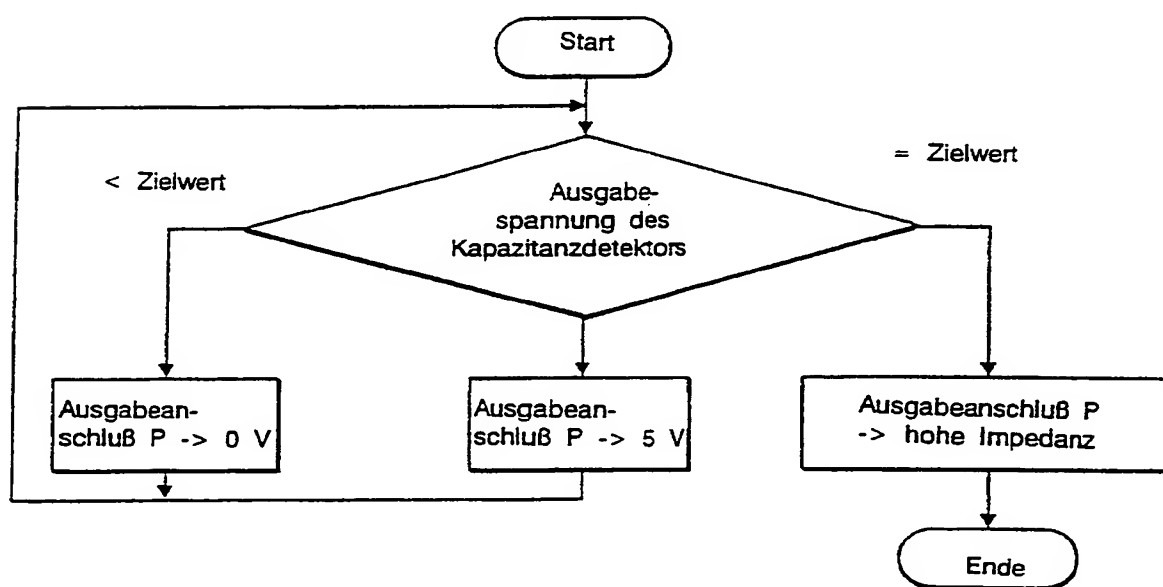 Start
< Zielwert
= Zielwert
Ausgabe-
spannung des
Kapazitanzdetektors
Ausgabean-
schluß P -> 0 V
Ausgabean-
schluß P -> 5 V
Ausgabeanschluß P
-> hohe Impedanz
Ende